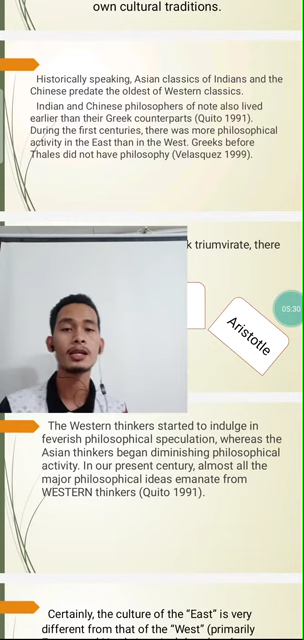 own cultural traditions.
Historically speaking, Asian classics of Indians and the
Chinese predate the oldest of Western classics.
Indian and Chinese philosophers of note also lived
earlier than their Greek counterparts (Quito 1991).
During the first centuries, there was more philosophical
activity in the East than in the West. Greeks before
Thales did not have philosophy (Velasquez 1999).
k triumvirate, there
05:30
Aristotle
The Western thinkers started to indulge in
feverish philosophical speculation, whereas the
Asian thinkers began diminishing philosophical
activity. In our present century, almost all the
major philosophical ideas emanate from
WESTERN thinkers (Quito 1991).
Certainly, the culture of the “East” is very
different from that of the “West” (primarily